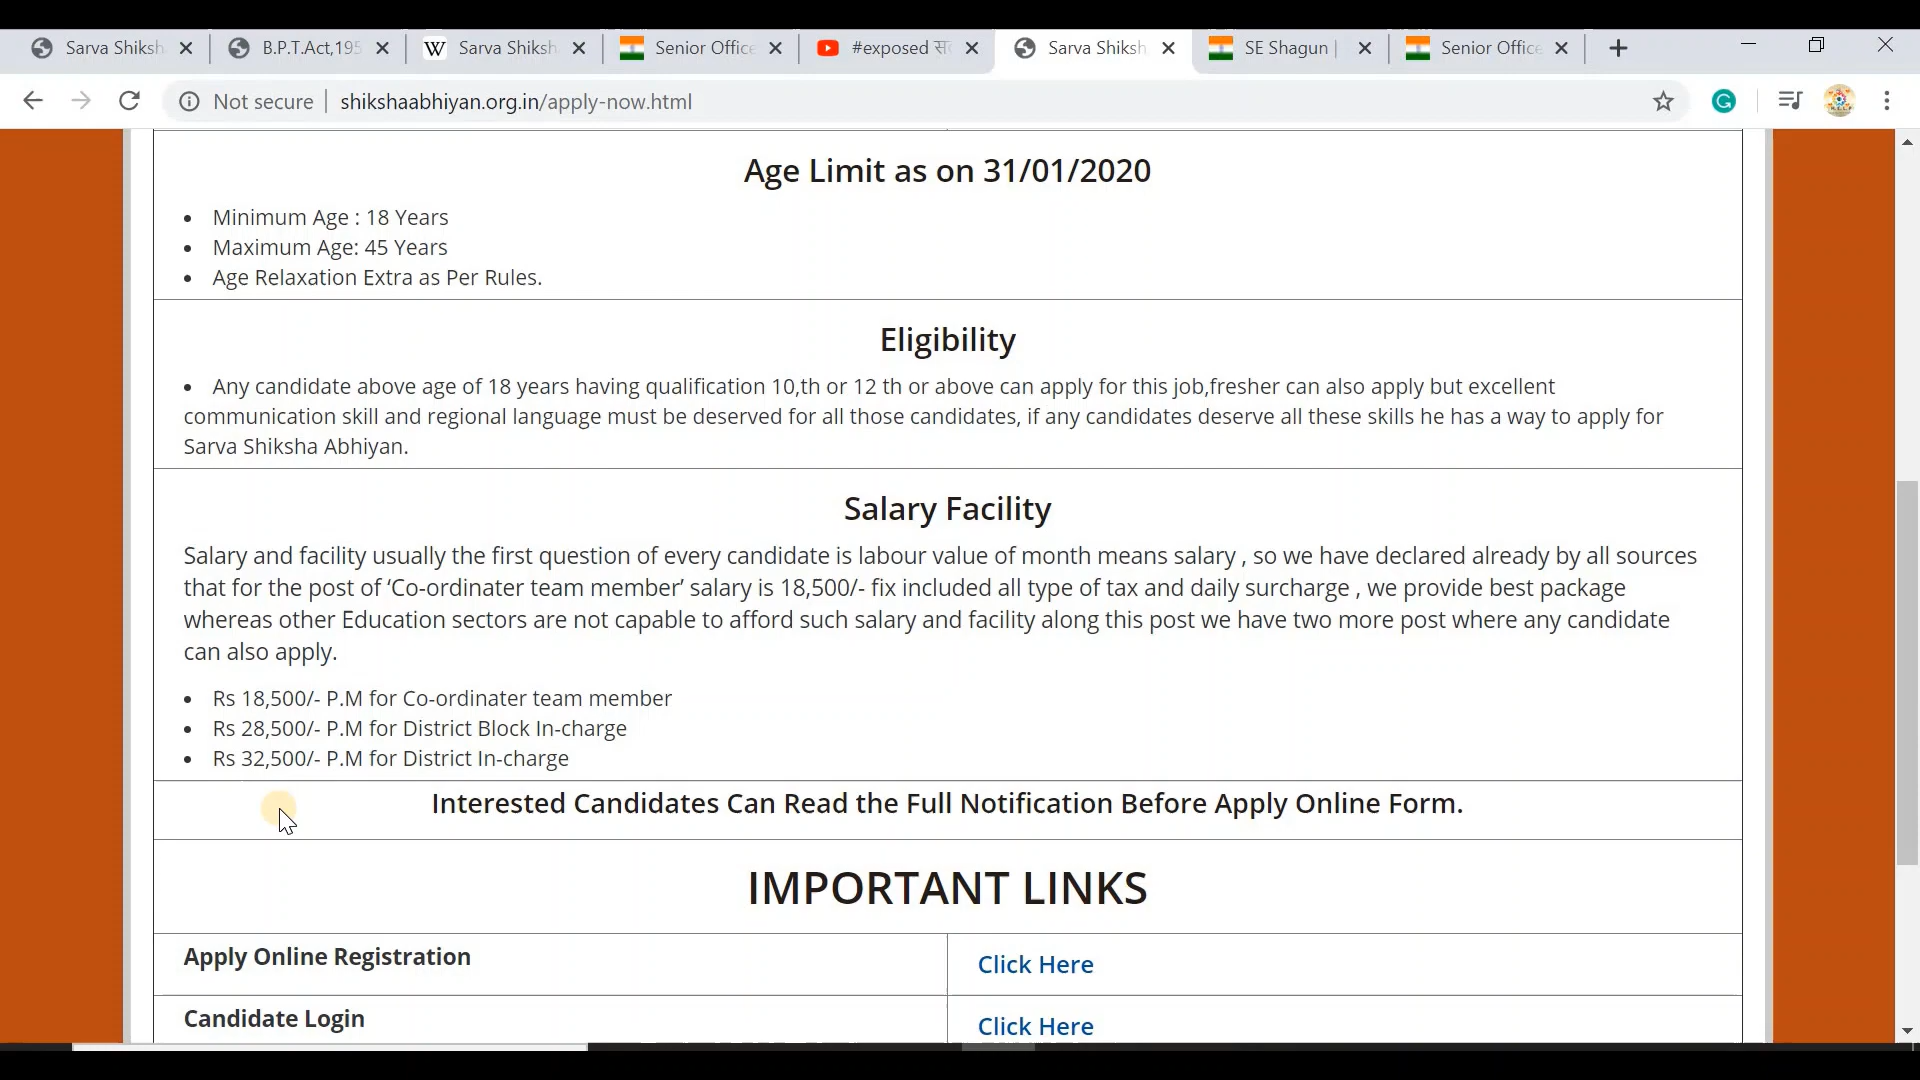 Sarva Shiksh
B.P.T.Act,195
W
Sarva Shiksh
Senior Office
#exposed
Sarva Shiksh
SE Shagun |
Senior Office
Not secure
shikshaabhiyan.org.in/apply-now.html
Age Limit as on 31/01/2020
• Minimum Age : 18 Years
• Maximum Age: 45 Years
• Age Relaxation Extra as Per Rules.
Eligibility
• Any candidate above age of 18 years having qualification 10,th or 12 th or above can apply for this job,fresher can also apply but excellent
communication skill and regional language must be deserved for all those candidates, if any candidates deserve all these skills he has a way to apply for
Sarva Shiksha Abhiyan.
Salary Facility
Salary and facility usually the first question of every candidate is labour value of month means salary , so we have declared already by all sources
that for the post of ‘Co-ordinater team member’ salary is 18,500/- fix included all type of tax and daily surcharge , we provide best package
whereas other Education sectors are not capable to afford such salary and facility along this post we have two more post where any candidate
can also apply.
• Rs 18,500/- P.M for Co-ordinater team member
• Rs 28,500/- P.M for District Block In-charge
• Rs 32,500/- P.M for District In-charge
Interested Candidates Can Read the Full Notification Before Apply Online Form.
IMPORTANT LINKS
Apply Online Registration
Click Here
Candidate Login
Click Here